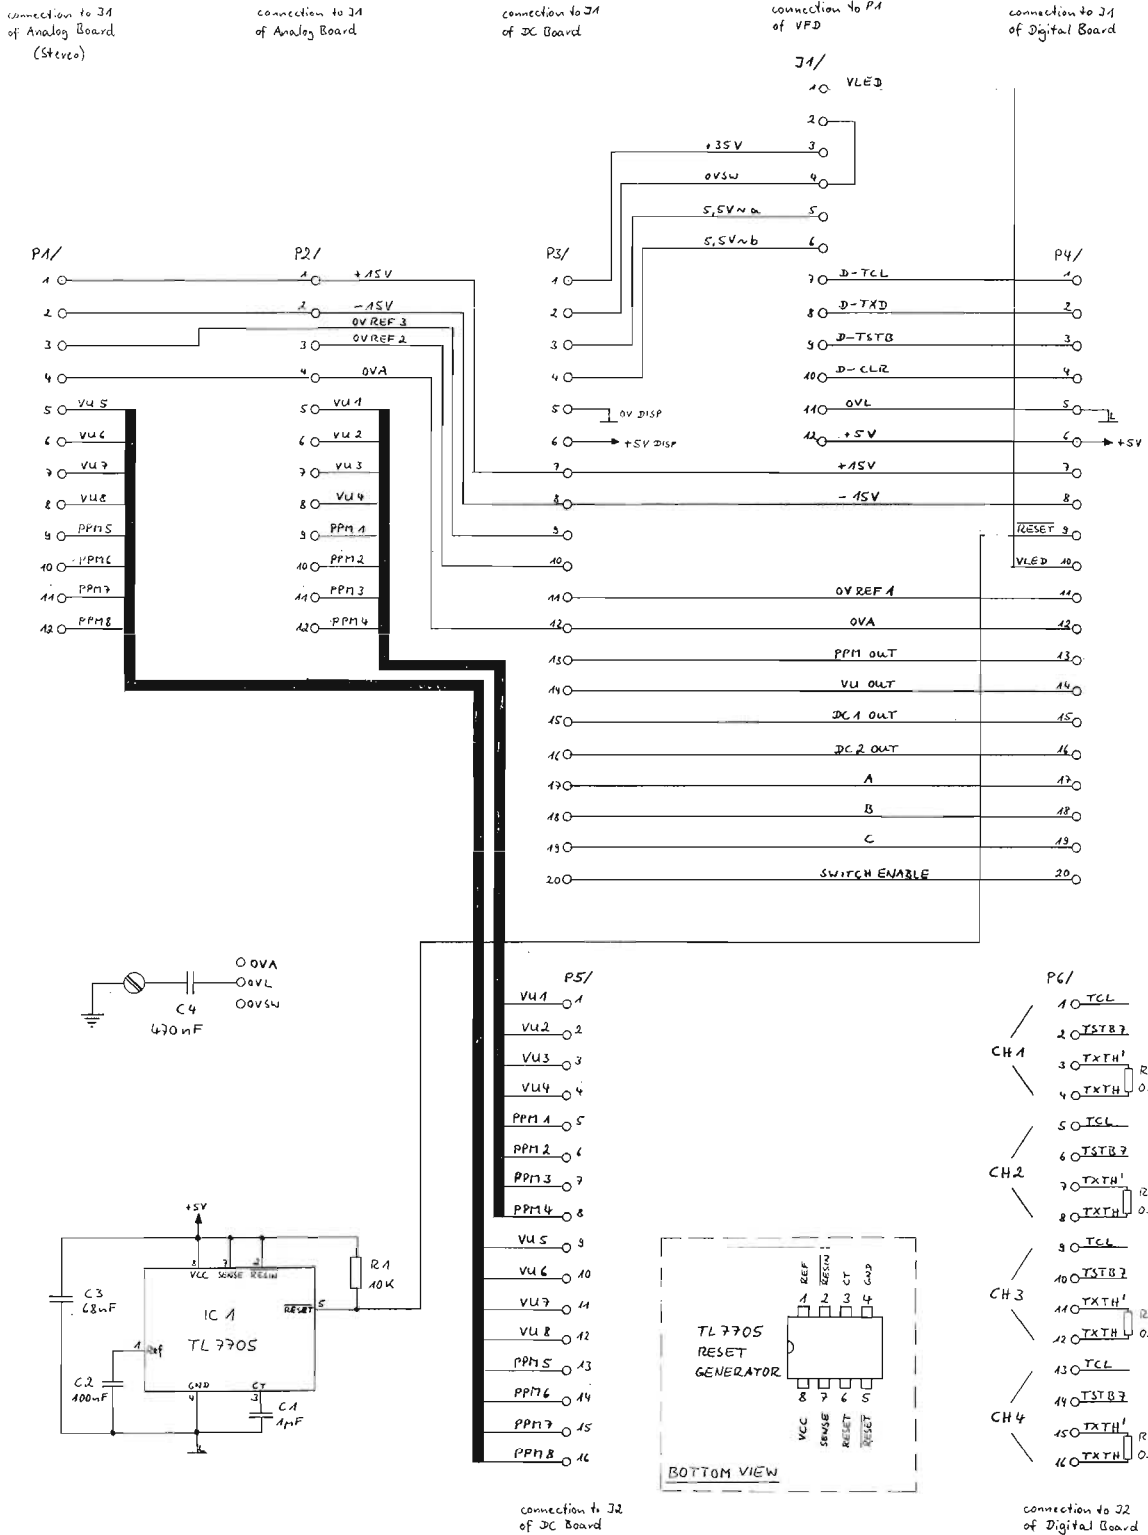 connection to J1
of Analog Board
(Stereo)
connection to J1
of Analog Board
connection to J1
of DC Board
connection to P1
of VFD
connection to J1
of Digital Board
J1/
1 VLED
2
+35V 3
0VSW 4
5,5V~a 5
5,5V~b 6
7 D-TCL
8 D-TXD
9 D-TSTB
10 D-CLR
11 0VL
12 +5V
P1/
1
2
3
4
5 VU5
6 VU6
7 VU7
8 VU8
9 PPM5
10 PPM6
11 PPM7
12 PPM8
P2/
1 +15V
2 -15V
0VREF3
3 0VREF2
4 0VA
5 VU1
6 VU2
7 VU3
8 VU4
9 PPM1
10 PPM2
11 PPM3
12 PPM4
P3/
1
2
3
4
5 0V DISP
6 +5V DISP
7 +15V
8 -15V
9
10
11 0VREF1
12 0VA
13 PPM OUT
14 VU OUT
15 DC1 OUT
16 DC2 OUT
17 A
18 B
19 C
20 SWITCH ENABLE
P4/
1
2
3
4
5 L
6 +5V
7
8
RESET 9
VLED 10
11
12
13
14
15
16
17
18
19
20
0VA
0VL
0VSW
C4
470nF
P5/
VU1 1
VU2 2
VU3 3
VU4 4
PPM1 5
PPM2 6
PPM3 7
PPM4 8
VU5 9
VU6 10
VU7 11
VU8 12
PPM5 13
PPM6 14
PPM7 15
PPM8 16
P6/
CH1
1 TCL
2 TSTB7
3 TXTH'
4 TXTH
R
0.
CH2
5 TCL
6 TSTB7
7 TXTH'
8 TXTH
R
0.
CH3
9 TCL
10 TSTB7
11 TXTH'
12 TXTH
R
0.
CH4
13 TCL
14 TSTB7
15 TXTH'
16 TXTH
R
0.
+5V
8 7 2
VCC SENSE RESIN
R1
10K
C3
68nF
IC1
TL7705
RESET 5
1 Ref
C2
100nF
GND CT
4 3
C1
1µF
L
REF RESIN CT GND
1 2 3 4
TL7705
RESET
GENERATOR
8 7 6 5
VCC SENSE RESET RESET
BOTTOM VIEW
connection to J2
of DC Board
connection to J2
of Digital Board